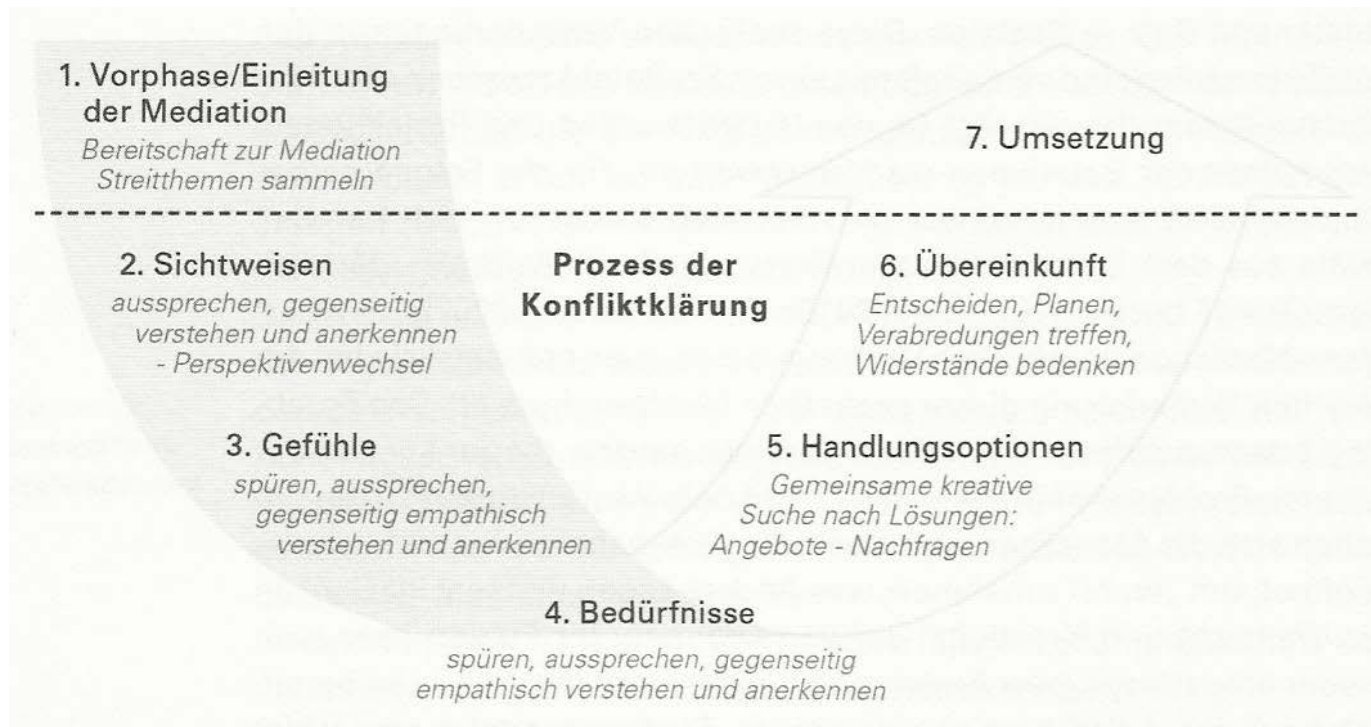 1. Vorphase/Einleitung
der Mediation
Bereitschaft zur Mediation
Streitthemen sammeln
7. Umsetzung
2. Sichtweisen
aussprechen, gegenseitig
verstehen und anerkennen
- Perspektivenwechsel
Prozess der
Konfliktklärung
6. Übereinkunft
Entscheiden, Planen,
Verabredungen treffen,
Widerstände bedenken
3. Gefühle
spüren, aussprechen,
gegenseitig empathisch
verstehen und anerkennen
5. Handlungsoptionen
Gemeinsame kreative
Suche nach Lösungen:
Angebote - Nachfragen
4. Bedürfnisse
spüren, aussprechen, gegenseitig
empathisch verstehen und anerkennen